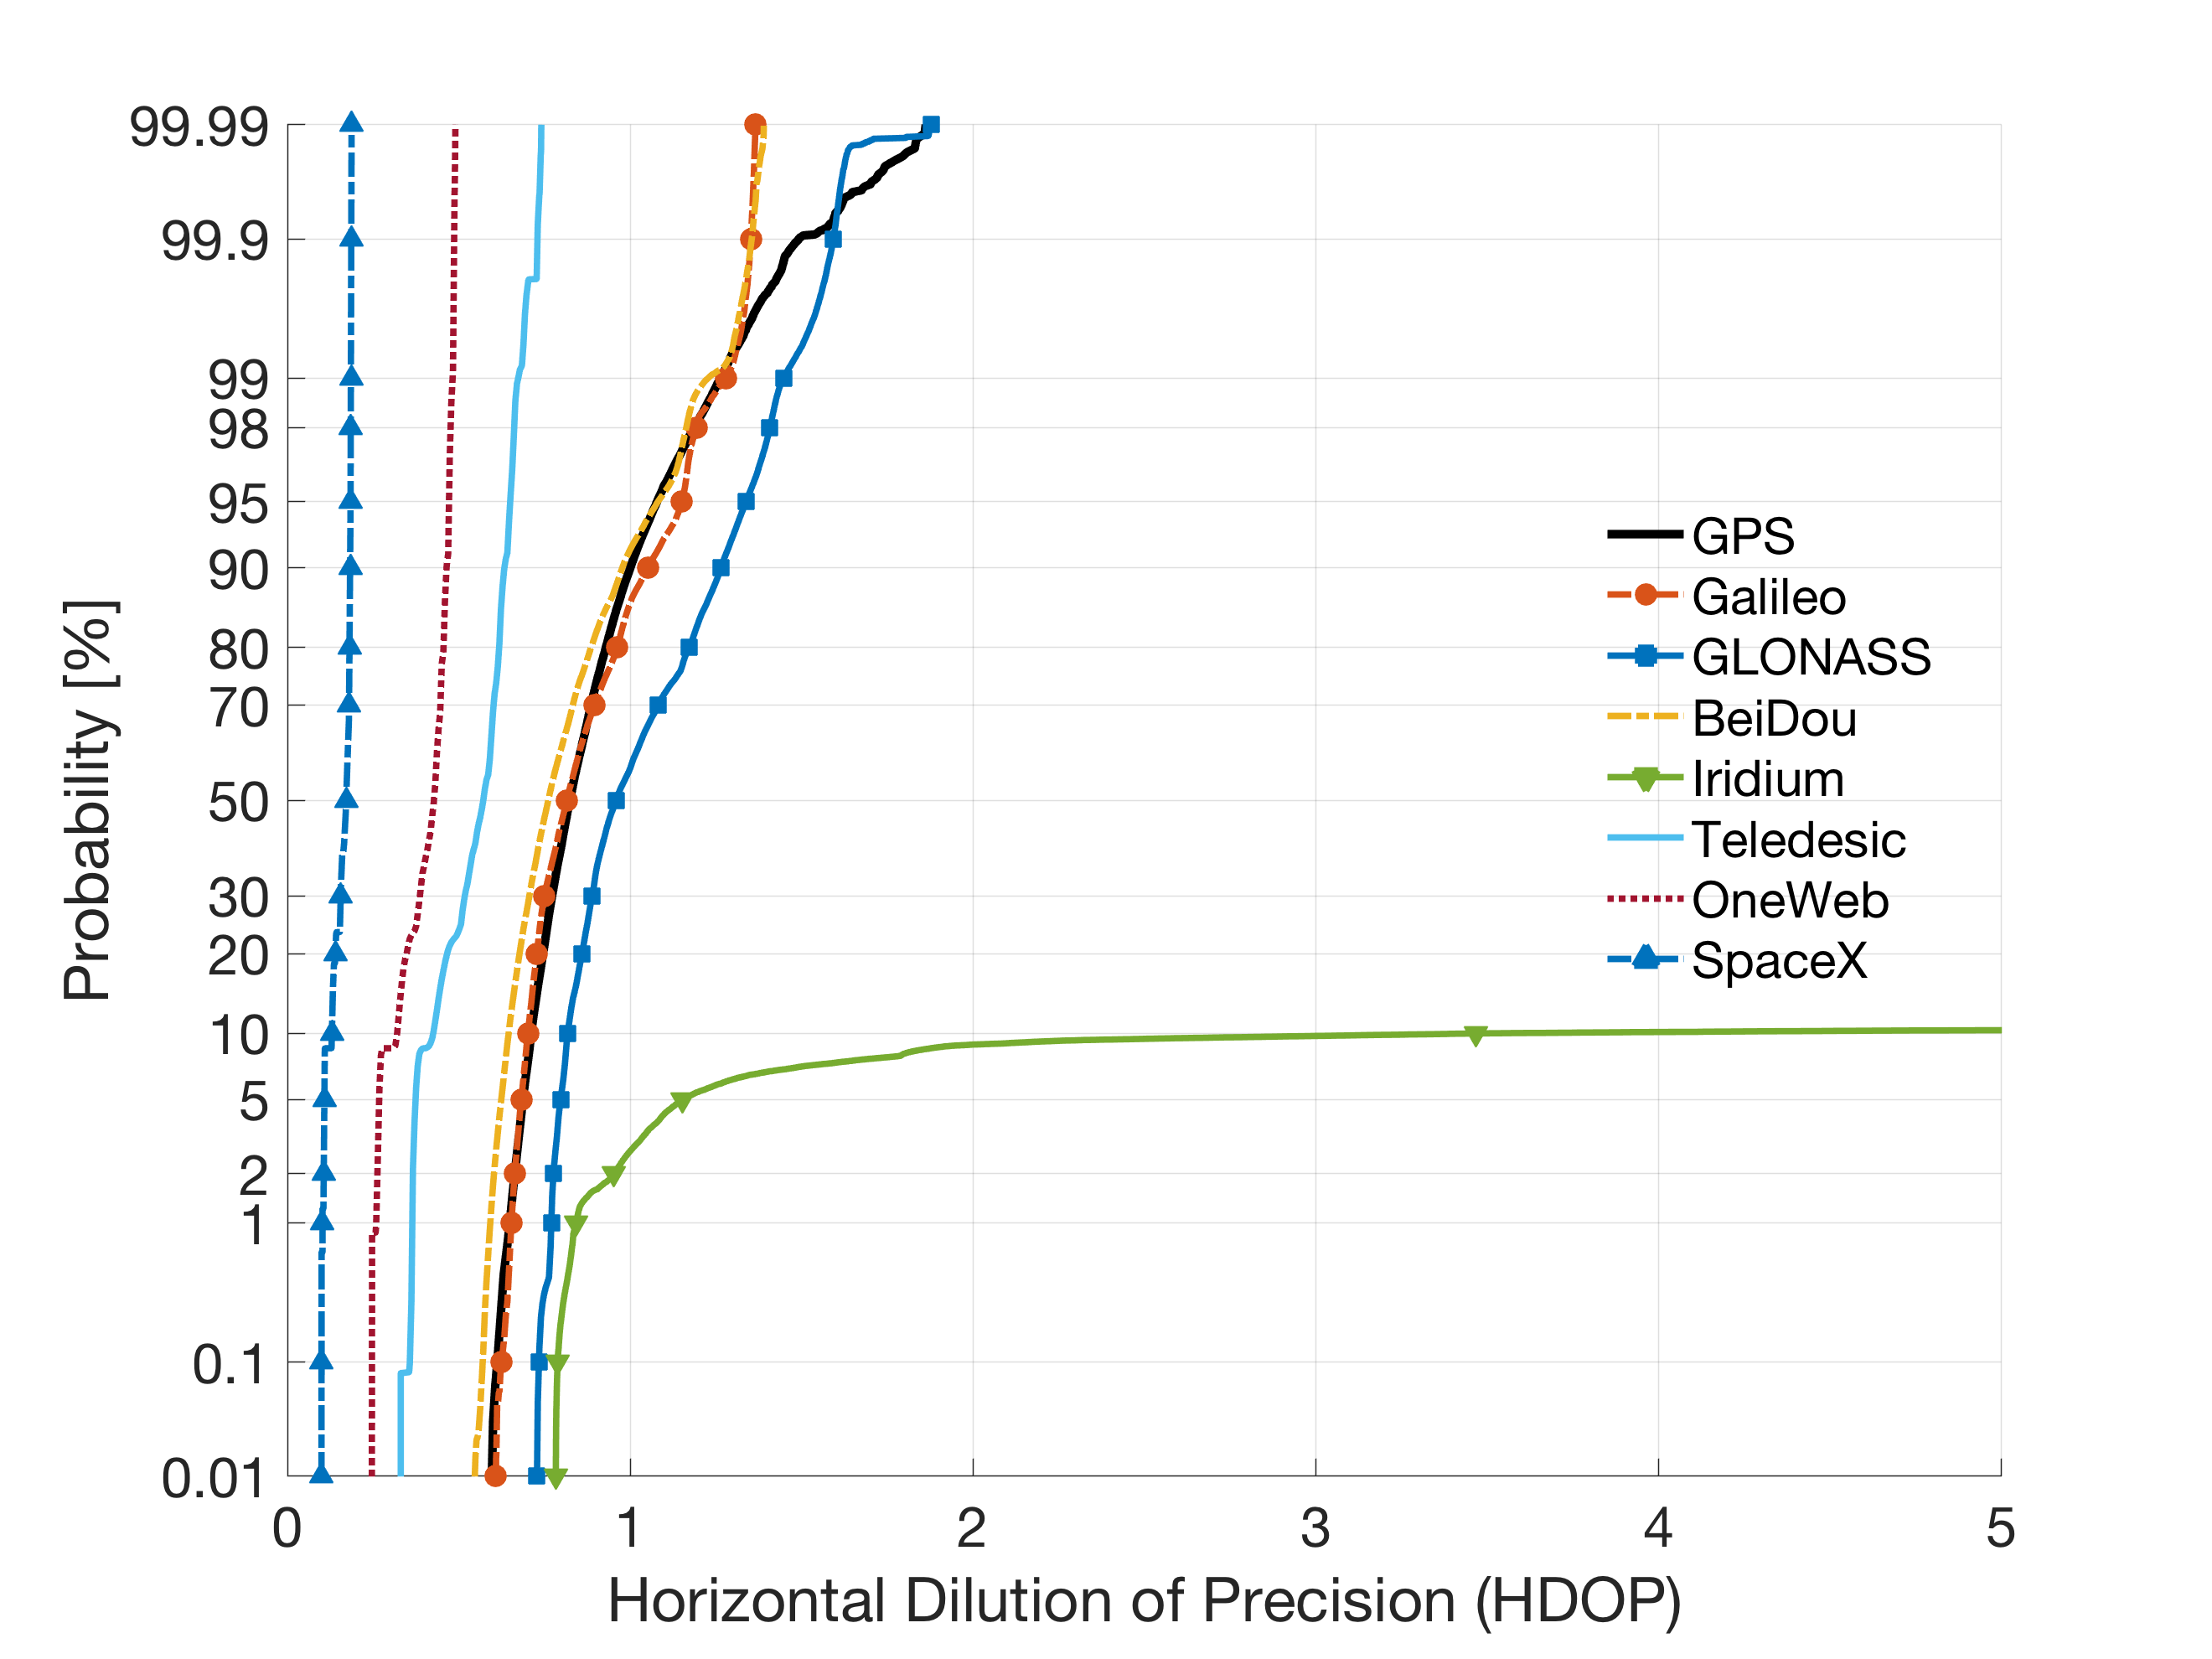 99.99
99.9
99
98
95
90
80
70
50
30
20
10
5
2
1
0.1
0.01
Probability [%]
GPS
Galileo
GLONASS
BeiDou
Iridium
Teledesic
OneWeb
SpaceX
0 1 2 3 4 5
Horizontal Dilution of Precision (HDOP)